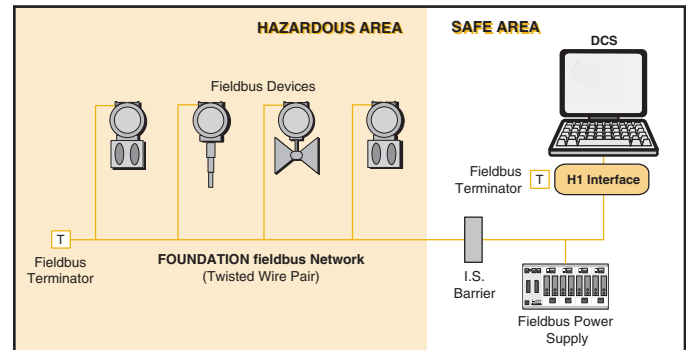 HAZARDOUS AREA
SAFE AREA
DCS
Fieldbus Devices
Fieldbus
Terminator
T
H1 Interface
T
Fieldbus
Terminator
FOUNDATION fieldbus Network
(Twisted Wire Pair)
I.S.
Barrier
Fieldbus Power
Supply